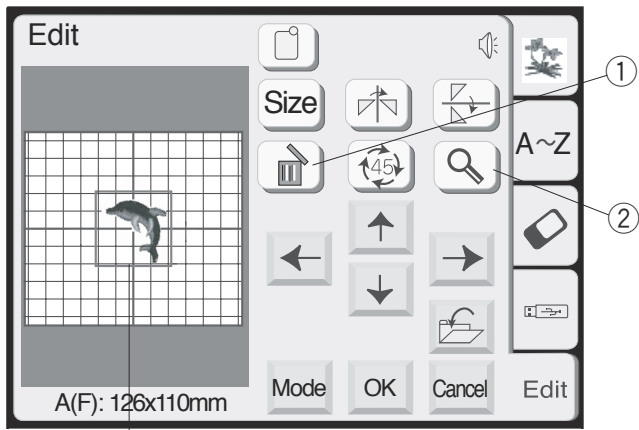 Edit
Size
①
45
A~Z
②
A(F): 126x110mm
Mode
OK
Cancel
Edit